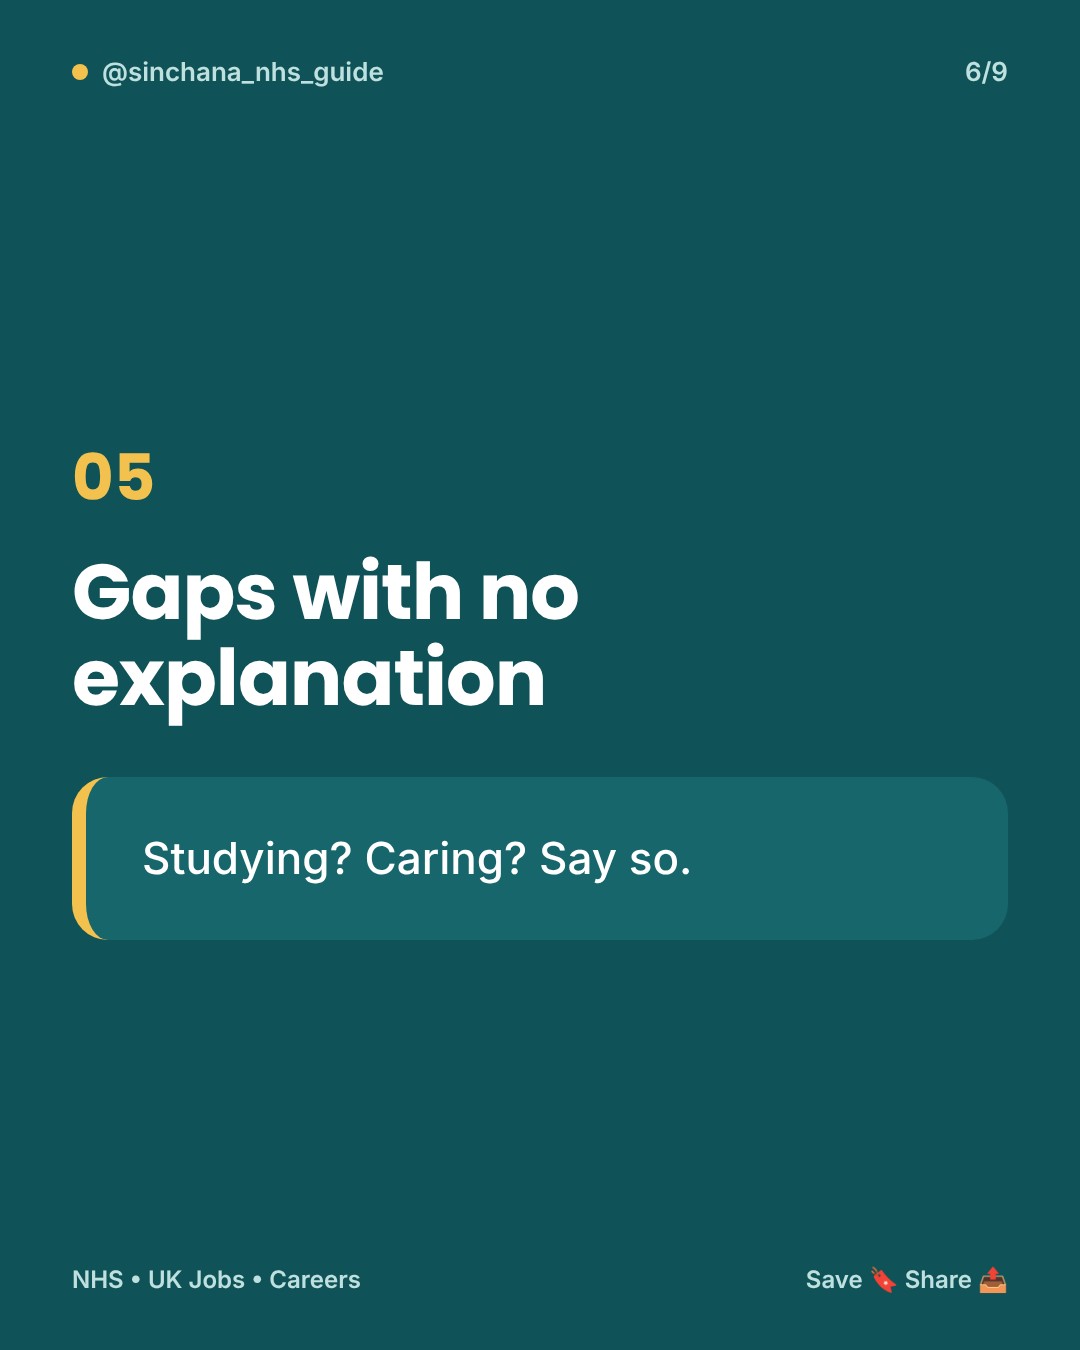 @sinchana_nhs_guide
6/9
05
Gaps with no
explanation
Studying? Caring? Say so.
NHS • UK Jobs • Careers
Save 🔖 Share 📤